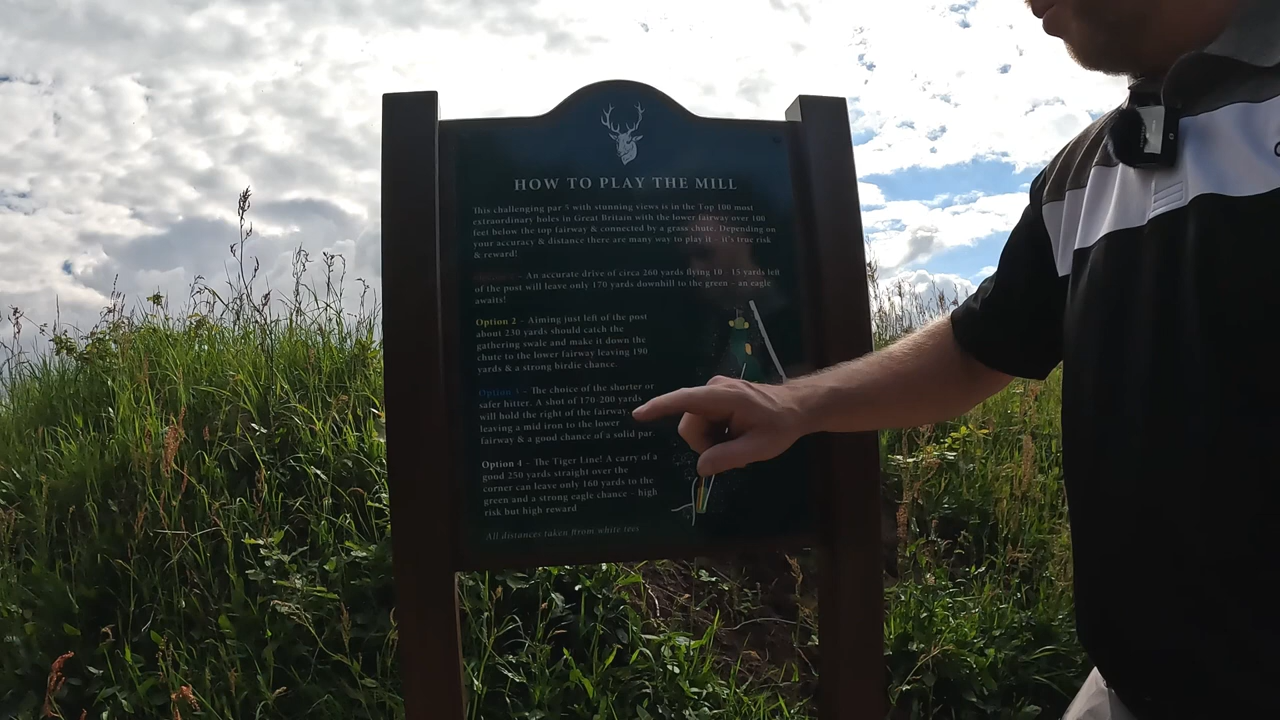 HOW TO PLAY THE MILL
This challenging par 5 with stunning views is in the Top 100 most
extraordinary holes in Great Britain with the lower fairway over 100
feet below the top fairway & connected by a grass chute. Depending on
your accuracy & distance there are many way to play it – it's true risk
& reward!
– An accurate drive of circa 260 yards flying 10 – 15 yards left
of the post will leave only 170 yards downhill to the green – an eagle
awaits!
Option 2 – Aiming just left of the post
about 230 yards should catch the
gathering swale and make it down the
chute to the lower fairway leaving 190
yards & a strong birdie chance.
Option 3 – The choice of the shorter or
safer hitter. A shot of 170-200 yards
will hold the right of the fairway,
leaving a mid iron to the lower
fairway & a good chance of a solid par
Option 4 – The Tiger Line! A carry of a
good 250 yards straight over the
corner can leave only 160 yards to the
green and a strong eagle chance – high
risk but high reward
All distances taken from white tees